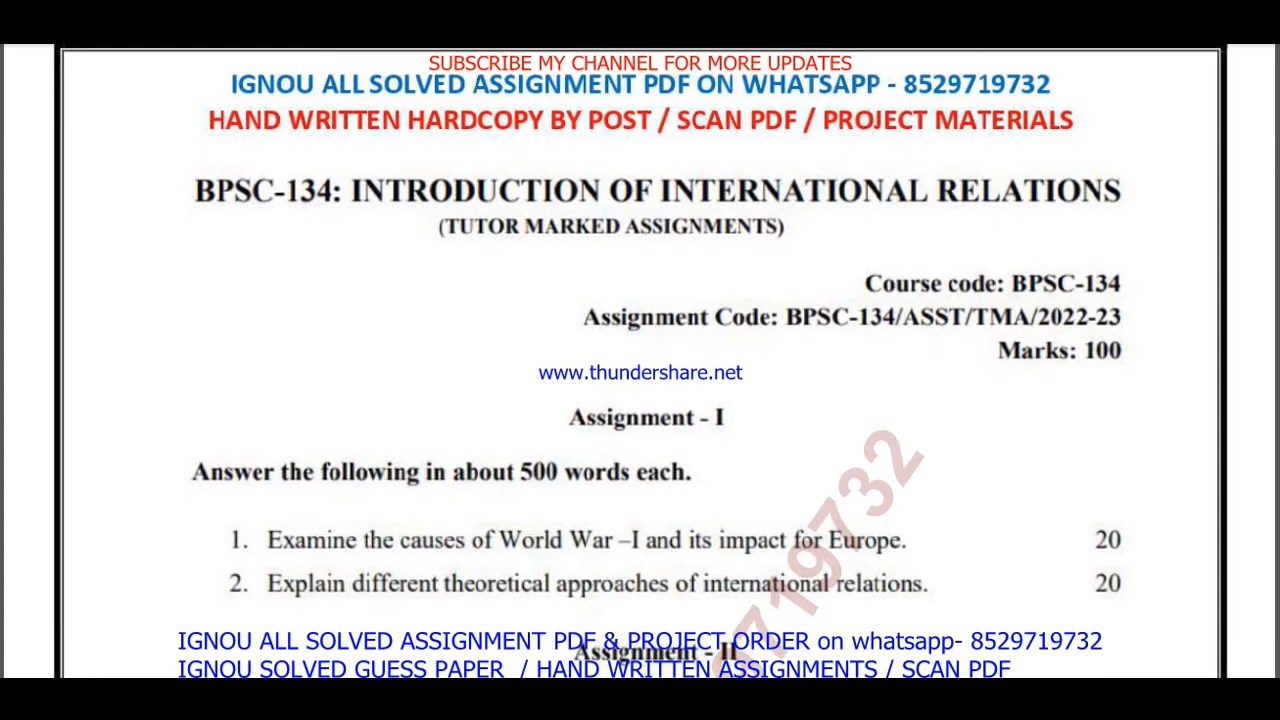 SUBSCRIBE MY CHANNEL FOR MORE UPDATES
IGNOU ALL SOLVED ASSIGNMENT PDF ON WHATSAPP - 8529719732
HAND WRITTEN HARDCOPY BY POST / SCAN PDF / PROJECT MATERIALS
BPSC-134: INTRODUCTION OF INTERNATIONAL RELATIONS
(TUTOR MARKED ASSIGNMENTS)
Course code: BPSC-134
Assignment Code: BPSC-134/ASST/TMA/2022-23
Marks: 100
www.thundershare.net
Assignment - I
Answer the following in about 500 words each.
1. Examine the causes of World War –I and its impact for Europe. 20
2. Explain different theoretical approaches of international relations. 20
9719732
IGNOU ALL SOLVED ASSIGNMENT PDF & PROJECT ORDER on whatsapp- 8529719732
Assignment - II
IGNOU SOLVED GUESS PAPER / HAND WRITTEN ASSIGNMENTS / SCAN PDF